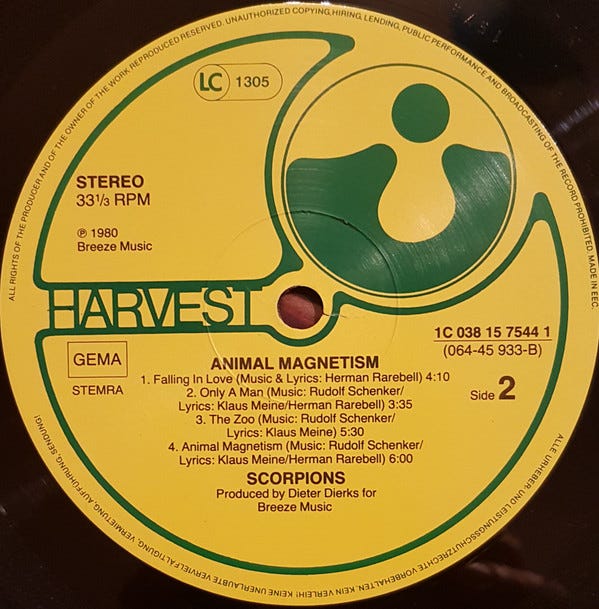 ALL RIGHTS OF THE PRODUCER AND OF THE OWNER OF THE WORK REPRODUCED RESERVED. UNAUTHORIZED COPYING, HIRING, LENDING, PUBLIC PERFORMANCE AND BROADCASTING OF THE RECORD PROHIBITED. MADE IN EEC.
LC 1305
STEREO
33 1/3 RPM
℗ 1980
Breeze Music
HARVEST
1C 038 15 7544 1
(064-45 933-B)
GEMA
STEMRA
Side 2
ANIMAL MAGNETISM
1. Falling In Love (Music & Lyrics: Herman Rarebell) 4:10
2. Only A Man (Music: Rudolf Schenker/
Lyrics: Klaus Meine/Herman Rarebell) 3:35
3. The Zoo (Music: Rudolf Schenker/
Lyrics: Klaus Meine) 5:30
4. Animal Magnetism (Music: Rudolf Schenker/
Lyrics: Klaus Meine/Herman Rarebell) 6:00
SCORPIONS
Produced by Dieter Dierks for
Breeze Music
ALLE URHEBER- UND LEISTUNGSSCHUTZRECHTE VORBEHALTEN. KEIN VERLEIH! KEINE UNERLAUBTE VERVIELFÄLTIGUNG, VERMIETUNG, AUFFÜHRUNG, SENDUNG!